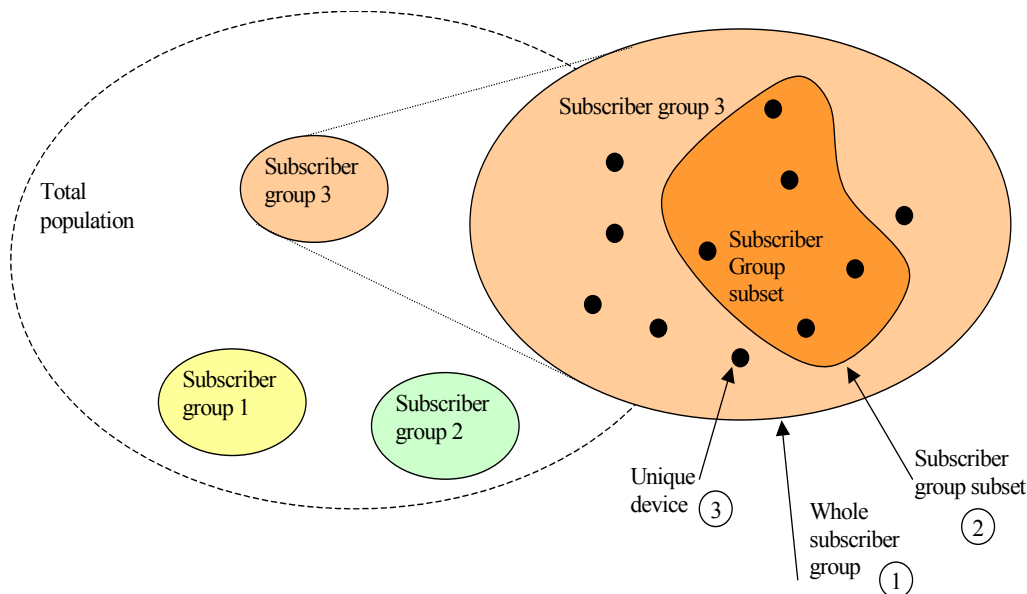 Subscriber group 3
Subscriber
group 3
Total
population
Subscriber
Group
subset
Subscriber
group 1
Subscriber
group 2
Unique
device 3
Subscriber
group subset
2
Whole
subscriber
group 1